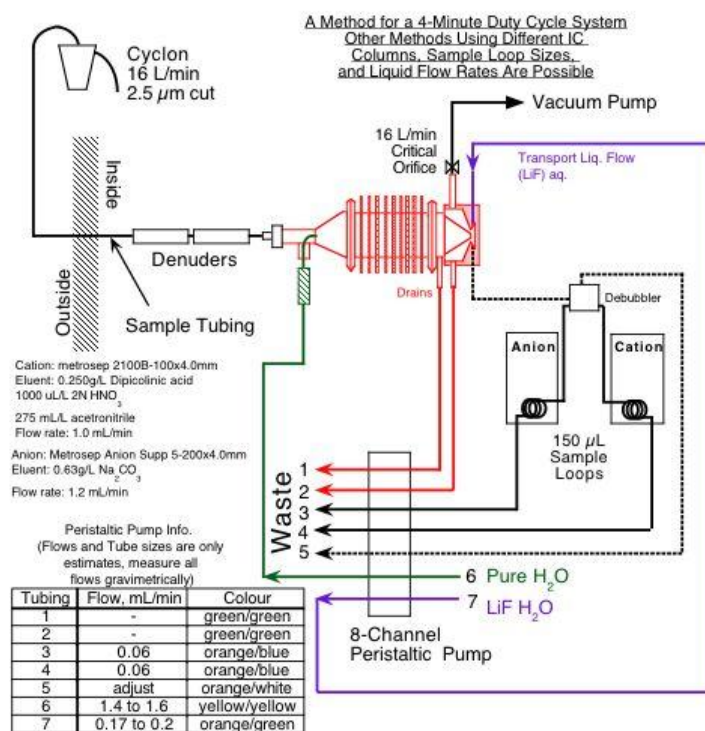 A Method for a 4-Minute Duty Cycle System
Other Methods Using Different IC
Columns, Sample Loop Sizes,
and Liquid Flow Rates Are Possible
Cyclon
16 L/min
2.5 µm cut
Vacuum Pump
16 L/min
Critical
Orifice
Transport Liq. Flow
(LiF) aq.
Inside
Outside
Denuders
Sample Tubing
Drains
Debubbler
Anion
Cation
150 µL
Sample
Loops
Cation: metrosep 2100B-100x4.0mm
Eluent: 0.250g/L Dipicolinic acid
1000 uL/L 2N HNO3
275 mL/L acetronitrile
Flow rate: 1.0 mL/min
Anion: Metrosep Anion Supp 5-200x4.0mm
Eluent: 0.63g/L Na2CO3
Flow rate: 1.2 mL/min
Waste
1
2
3
4
5
6 Pure H2O
7 LiF H2O
8-Channel
Peristaltic Pump
Peristaltic Pump Info.
(Flows and Tube sizes are only
estimates, measure all
flows gravimetrically)
Tubing Flow, mL/min Colour
1 - green/green
2 - green/green
3 0.06 orange/blue
4 0.06 orange/blue
5 adjust orange/white
6 1.4 to 1.6 yellow/yellow
7 0.17 to 0.2 orange/green